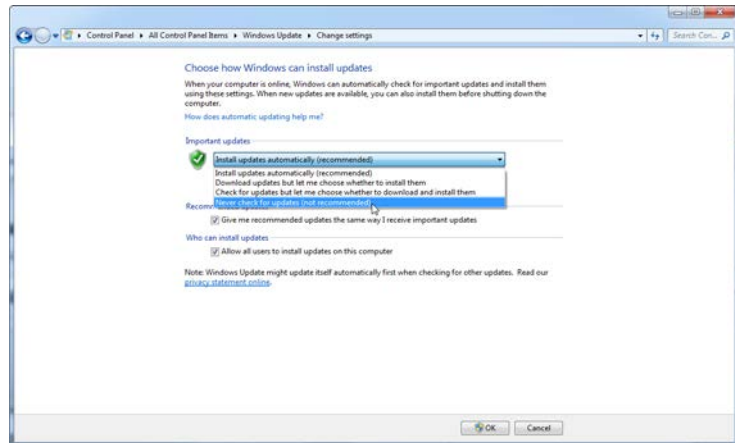 Control Panel ▸ All Control Panel Items ▸ Windows Update ▸ Change settings
Search Con...
Choose how Windows can install updates
When your computer is online, Windows can automatically check for important updates and install them
using these settings. When new updates are available, you can also install them before shutting down the
computer.
How does automatic updating help me?
Important updates
Install updates automatically (recommended)
Install updates automatically (recommended)
Download updates but let me choose whether to install them
Check for updates but let me choose whether to download and install them
Never check for updates (not recommended)
Recom
Give me recommended updates the same way I receive important updates
Who can install updates
Allow all users to install updates on this computer
Note: Windows Update might update itself automatically first when checking for other updates. Read our
privacy statement online.
OK
Cancel